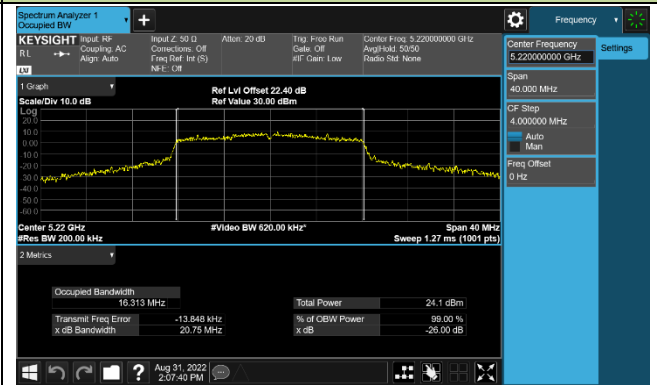 Spectrum Analyzer 1
Occupied BW
Frequency
KEYSIGHT
RL
LXI
Input: RF
Coupling: AC
Align: Auto
Input Z: 50 Ω
Corrections: Off
Freq Ref: Int (S)
NFE: Off
Atten: 20 dB
Trig: Free Run
Gate: Off
#IF Gain: Low
Center Freq: 5.220000000 GHz
Avg|Hold: 50/50
Radio Std: None
Center Frequency
5.220000000 GHz
Settings
Span
40.000 MHz
CF Step
4.000000 MHz
Auto
Man
Freq Offset
0 Hz
1 Graph
Scale/Div 10.0 dB
Ref Lvl Offset 22.40 dB
Ref Value 30.00 dBm
Log
20.0
10.0
0.00
-10.0
-20.0
-30.0
-40.0
-50.0
-60.0
Center 5.22 GHz
#Res BW 200.00 kHz
#Video BW 620.00 kHz*
Span 40 MHz
Sweep 1.27 ms (1001 pts)
2 Metrics
Occupied Bandwidth
16.313 MHz
Total Power
24.1 dBm
Transmit Freq Error
-13.848 kHz
% of OBW Power
99.00 %
x dB Bandwidth
20.75 MHz
x dB
-26.00 dB
?
Aug 31, 2022
2:07:40 PM